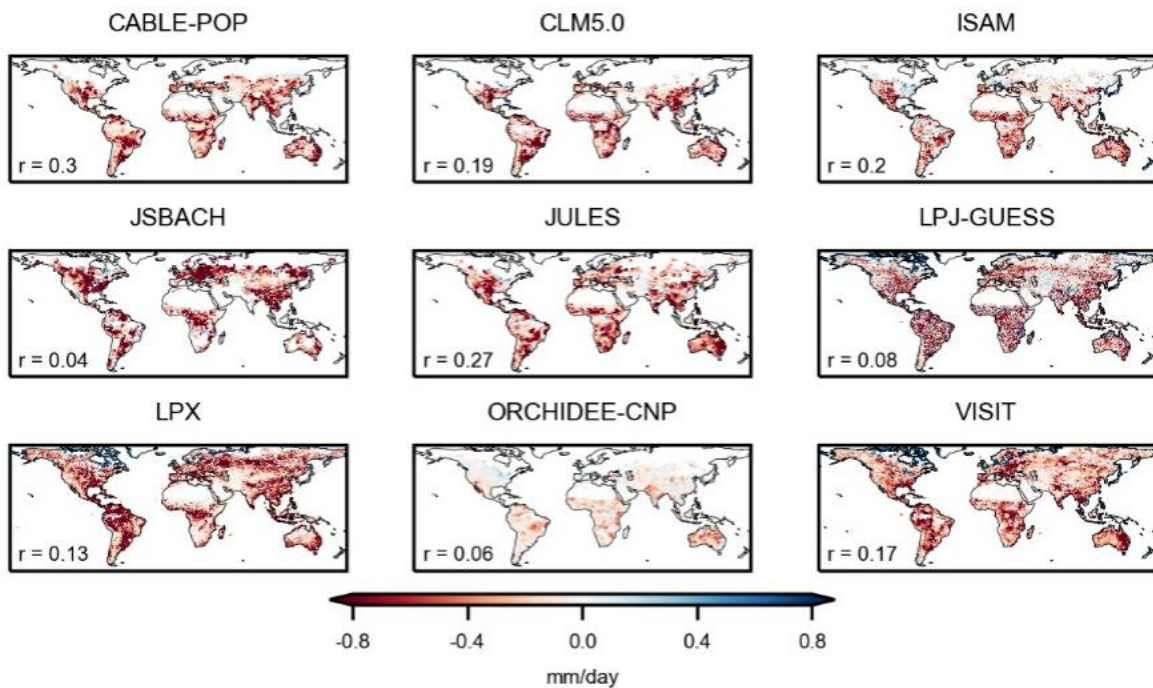 CABLE-POP CLM5.0 ISAM
r = 0.3 r = 0.19 r = 0.2
JSBACH JULES LPJ-GUESS
r = 0.04 r = 0.27 r = 0.08
LPX ORCHIDEE-CNP VISIT
r = 0.13 r = 0.06 r = 0.17
-0.8 -0.4 0.0 0.4 0.8
mm/day